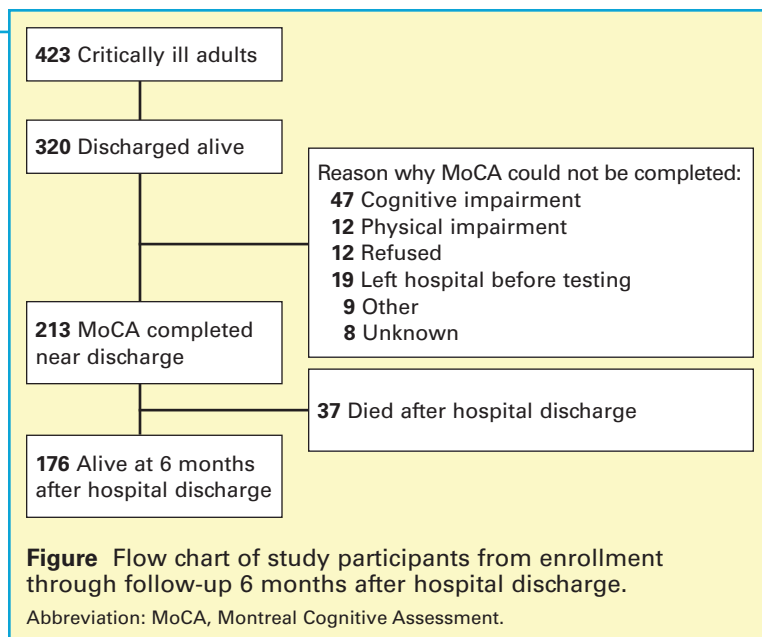 423 Critically ill adults
320 Discharged alive
Reason why MoCA could not be completed:
47 Cognitive impairment
12 Physical impairment
12 Refused
19 Left hospital before testing
9 Other
8 Unknown
213 MoCA completed
near discharge
37 Died after hospital discharge
176 Alive at 6 months
after hospital discharge
Figure Flow chart of study participants from enrollment
through follow-up 6 months after hospital discharge.
Abbreviation: MoCA, Montreal Cognitive Assessment.